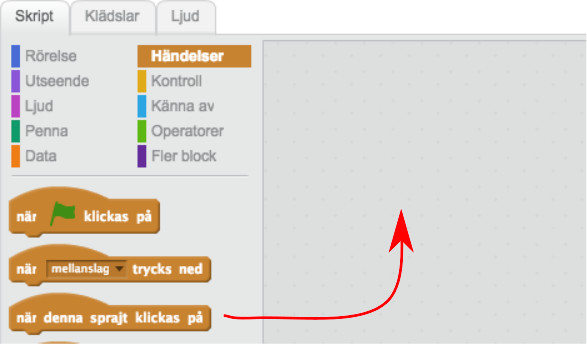 Skript Klädslar Ljud
Rörelse Händelser
Utseende Kontroll
Ljud Känna av
Penna Operatorer
Data Fler block
när klickas på
när mellanslag trycks ned
när denna sprajt klickas på